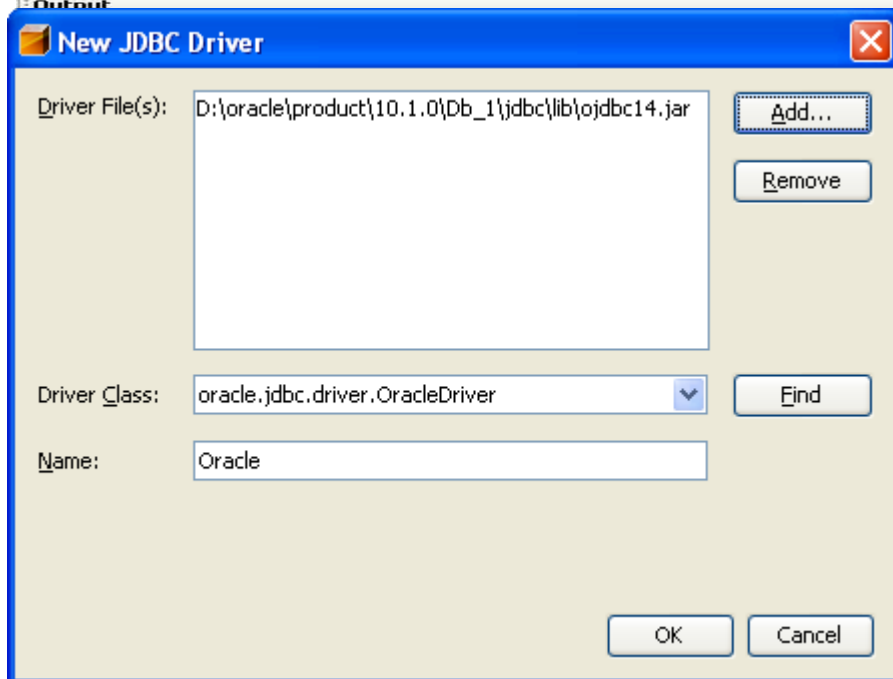 Output
New JDBC Driver
Driver File(s):
D:\oracle\product\10.1.0\Db_1\jdbc\lib\ojdbc14.jar
Add...
Remove
Driver Class:
oracle.jdbc.driver.OracleDriver
Find
Name:
Oracle
OK
Cancel